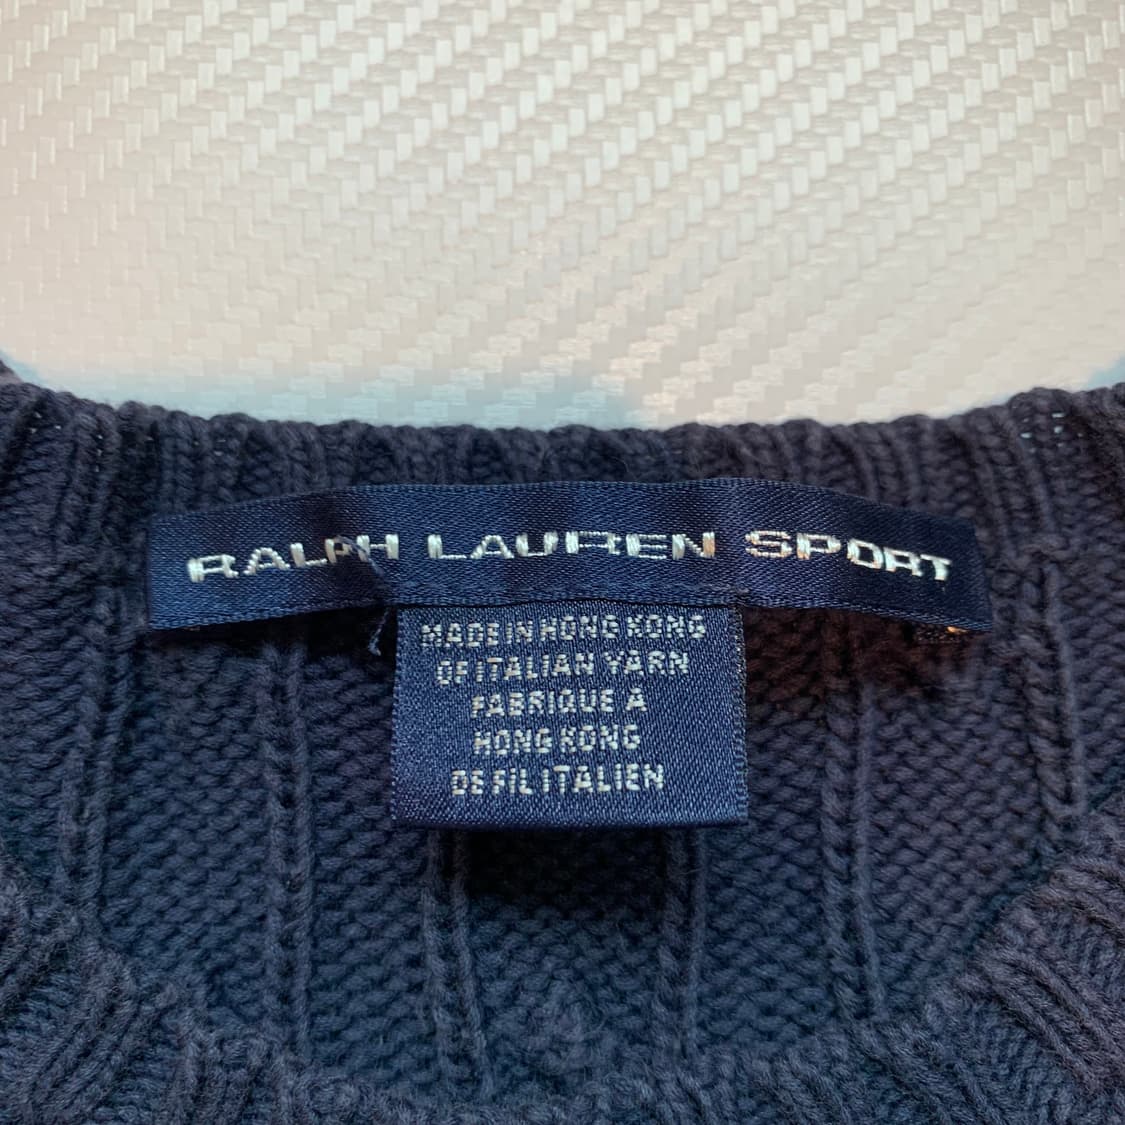 RALPH LAUREN SPORT
MADE IN HONG KONG
OF ITALIAN YARN
FABRIQUE A
HONG KONG
DE FIL ITALIEN